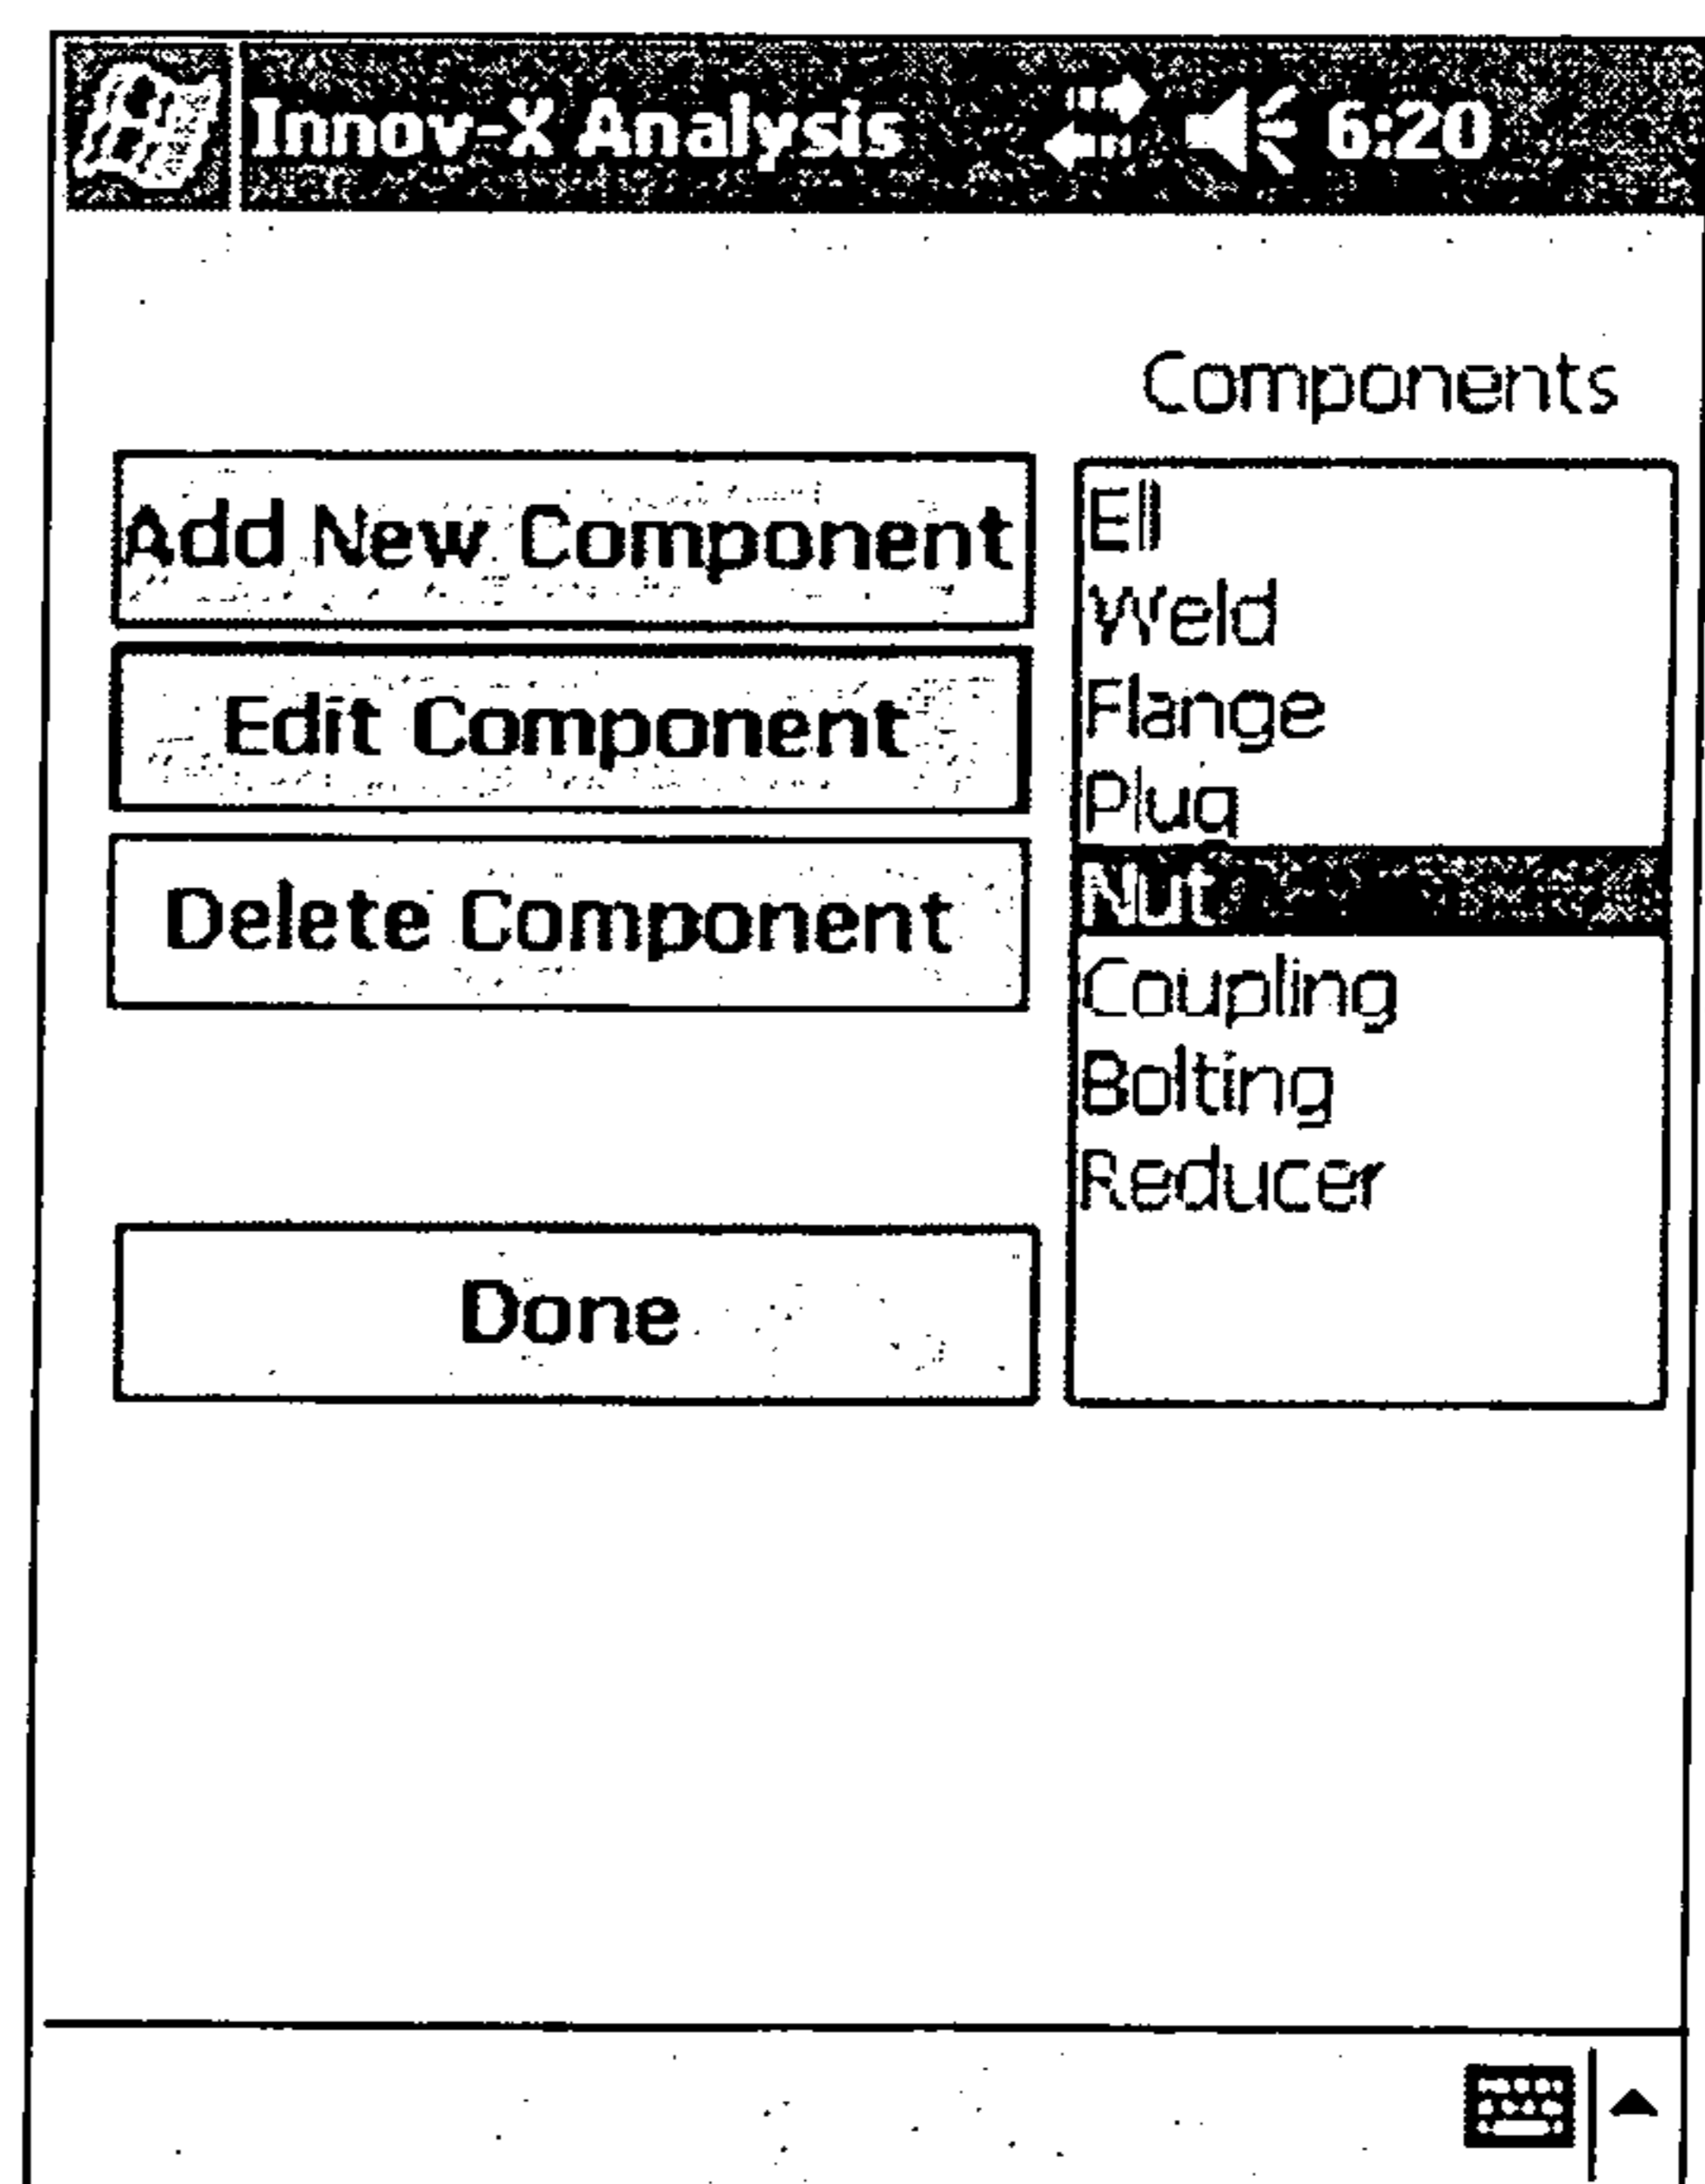 Innov-X Analysis 6:20
Components
Add New Component
Edit Component
Delete Component
Done
Ell
Weld
Flange
Plug
Nut
Coupling
Bolting
Reducer